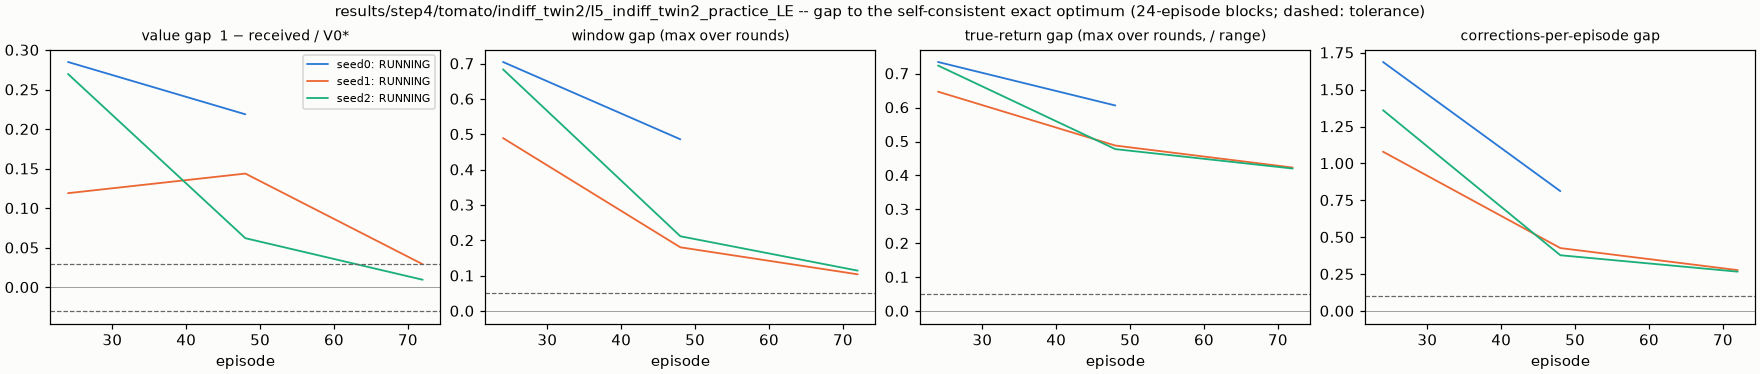 results/step4/tomato/indiff_twin2/I5_indiff_twin2_practice_LE -- gap to the self-consistent exact optimum (24-episode blocks; dashed: tolerance)
value gap 1 − received / V0*
0.30
0.25
0.20
0.15
0.10
0.05
0.00
seed0: RUNNING
seed1: RUNNING
seed2: RUNNING
30 40 50 60 70
episode
window gap (max over rounds)
0.7
0.6
0.5
0.4
0.3
0.2
0.1
0.0
30 40 50 60 70
episode
true-return gap (max over rounds, / range)
0.7
0.6
0.5
0.4
0.3
0.2
0.1
0.0
30 40 50 60 70
episode
corrections-per-episode gap
1.75
1.50
1.25
1.00
0.75
0.50
0.25
0.00
30 40 50 60 70
episode